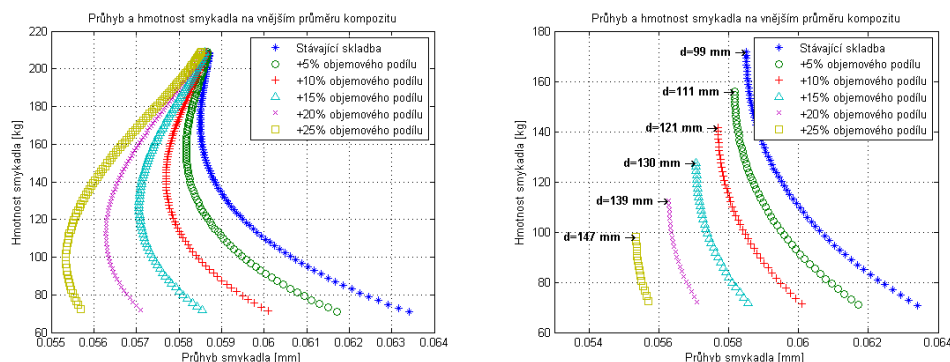 Průhyb a hmotnost smykadla na vnějším průměru kompozitu
Hmotnost smykadla [kg]
220
200
180
160
140
120
100
80
60
Stávající skladba
+5% objemového podílu
+10% objemového podílu
+15% objemového podílu
+20% objemového podílu
+25% objemového podílu
0.055 0.056 0.057 0.058 0.059 0.06 0.061 0.062 0.063 0.064
Průhyb smykadla [mm]
Průhyb a hmotnost smykadla na vnějším průměru kompozitu
Hmotnost smykadla [kg]
180
160
140
120
100
80
60
d=99 mm
d=111 mm
d=121 mm
d=130 mm
d=139 mm
d=147 mm
Stávající skladba
+5% objemového podílu
+10% objemového podílu
+15% objemového podílu
+20% objemového podílu
+25% objemového podílu
0.054 0.056 0.058 0.06 0.062 0.064
Průhyb smykadla [mm]